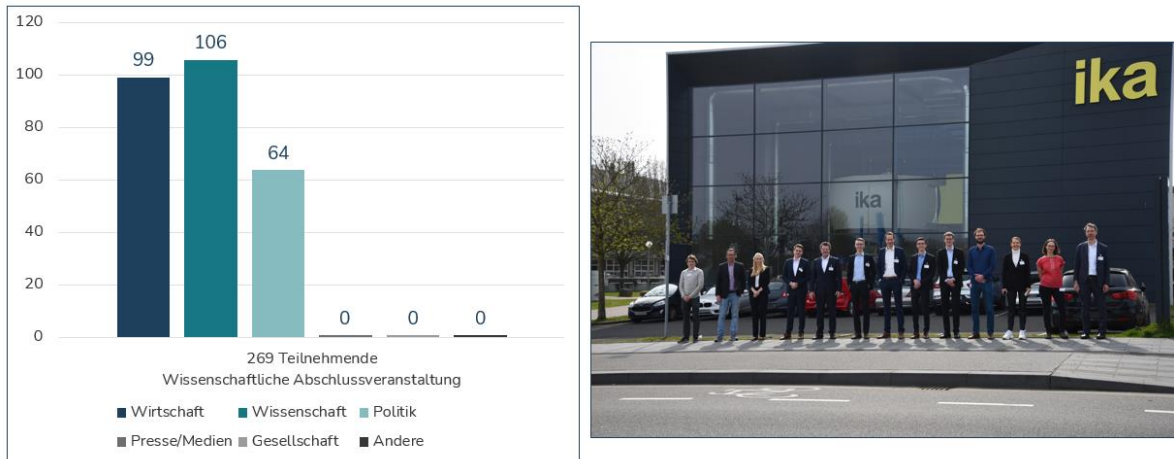 120
100
80
60
40
20
0
99
106
64
0
0
0
269 Teilnehmende
Wissenschaftliche Abschlussveranstaltung
Wirtschaft Wissenschaft Politik
Presse/Medien Gesellschaft Andere
ika
ika